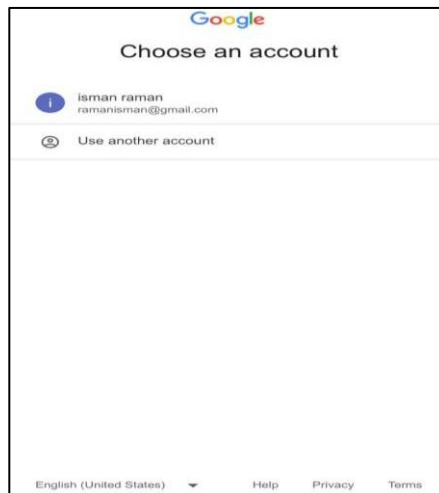 Google
Choose an account
i
isman raman
ramanisman@gmail.com
Use another account
English (United States) Help Privacy Terms